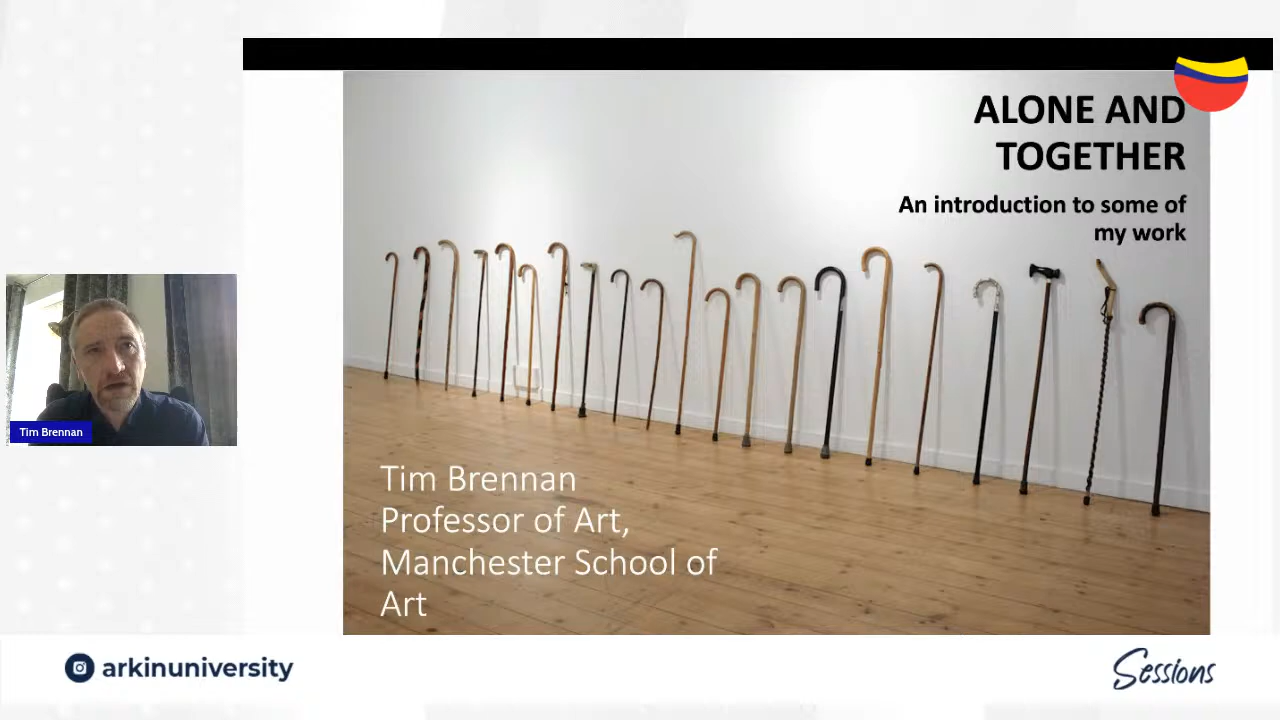 ALONE AND
TOGETHER
An introduction to some of
my work
Tim Brennan
Tim Brennan
Professor of Art,
Manchester School of
Art
arkinuniversity
Sessions